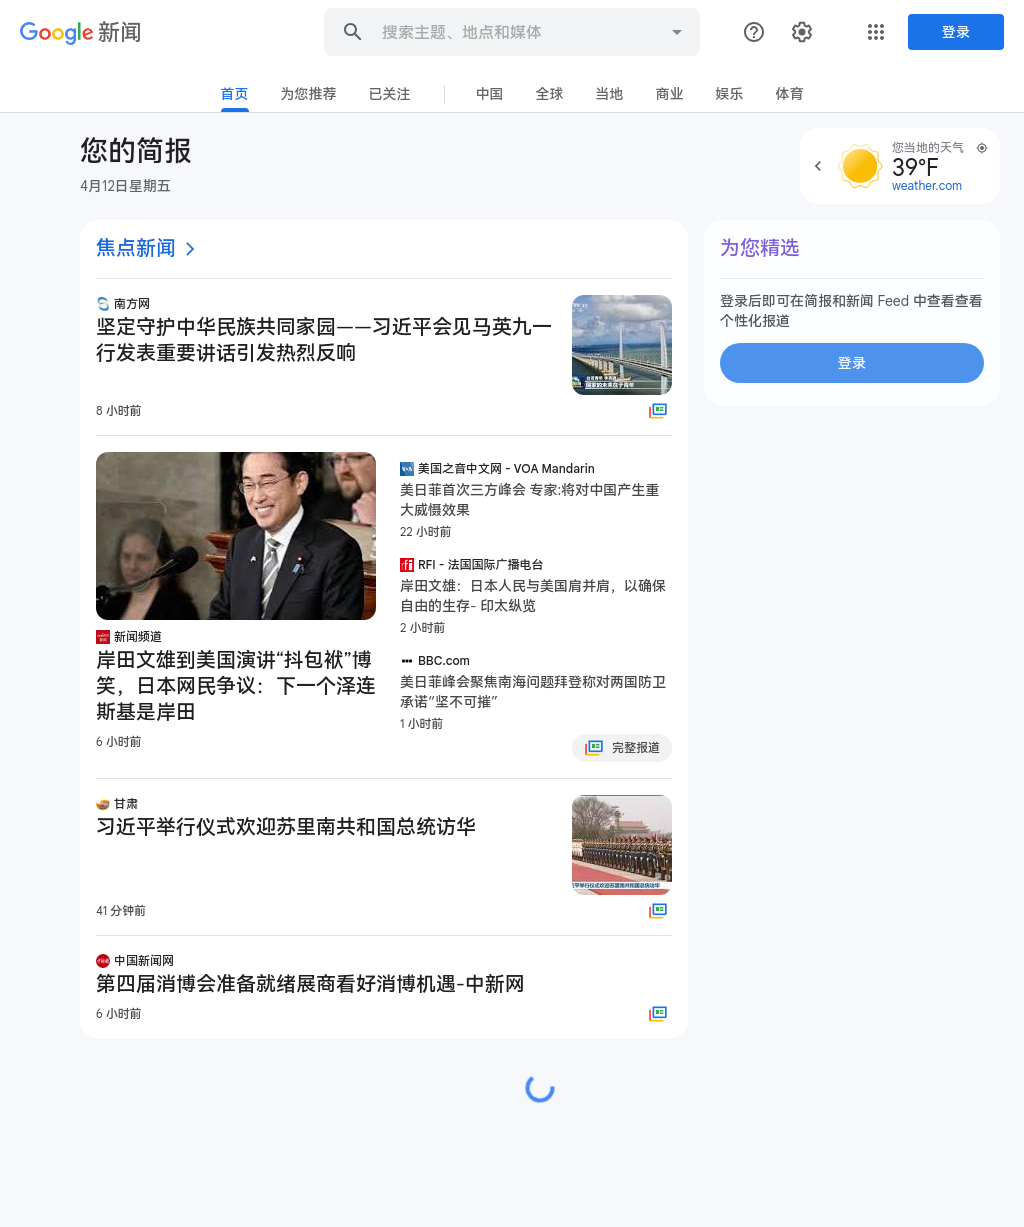 Google 新闻
搜索主题、地点和媒体
登录
首页
为您推荐
已关注
中国
全球
当地
商业
娱乐
体育
您的简报
4月12日星期五
您当地的天气
39°F
weather.com
焦点新闻
南方网
坚定守护中华民族共同家园——习近平会见马英九一
行发表重要讲话引发热烈反响
8 小时前
新闻频道
岸田文雄到美国演讲“抖包袱”博
笑，日本网民争议：下一个泽连
斯基是岸田
6 小时前
美国之音中文网 - VOA Mandarin
美日菲首次三方峰会 专家:将对中国产生重
大威慑效果
22 小时前
RFI - 法国国际广播电台
岸田文雄：日本人民与美国肩并肩，以确保
自由的生存- 印太纵览
2 小时前
BBC.com
美日菲峰会聚焦南海问题拜登称对两国防卫
承诺“坚不可摧”
1 小时前
完整报道
甘肃
习近平举行仪式欢迎苏里南共和国总统访华
41 分钟前
中国新闻网
第四届消博会准备就绪展商看好消博机遇-中新网
6 小时前
为您精选
登录后即可在简报和新闻 Feed 中查看查看
个性化报道
登录